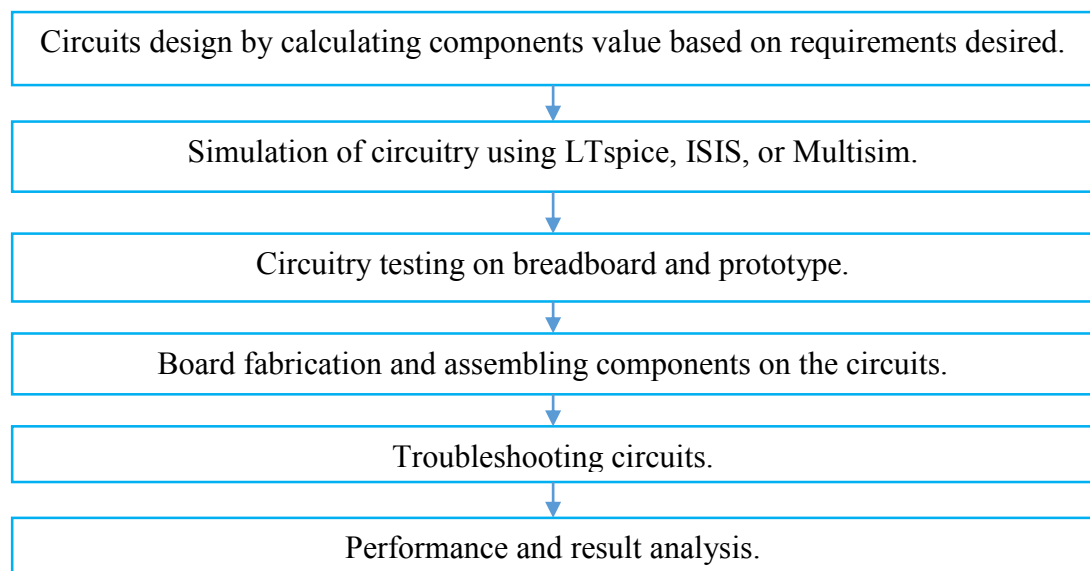 Circuits design by calculating components value based on requirements desired.
Simulation of circuitry using LTspice, ISIS, or Multisim.
Circuitry testing on breadboard and prototype.
Board fabrication and assembling components on the circuits.
Troubleshooting circuits.
Performance and result analysis.